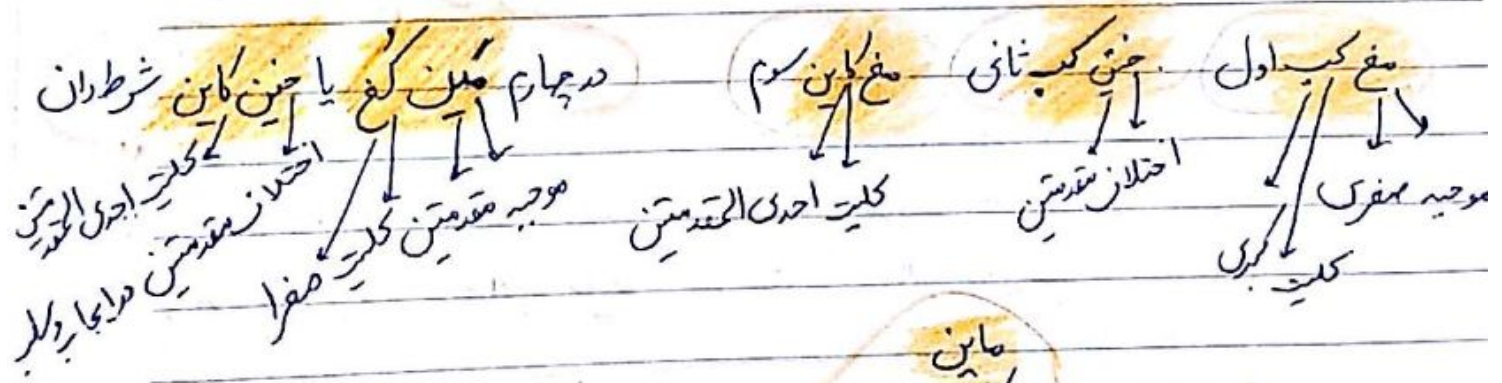 مغ کب اول خین کب ثانی مغ کاین سوم در چهارم مین کغ یا خین کاین شرط دان
موجبه صغری کلیت کبری
اختلاف مقدمتین
کلیت احدی المقدمتین
موجبه مقدمتین کلیت صغرا
اختلاف مقدمتین در ایجاب و سلب
کلیت احدی المقدمتین
ماین